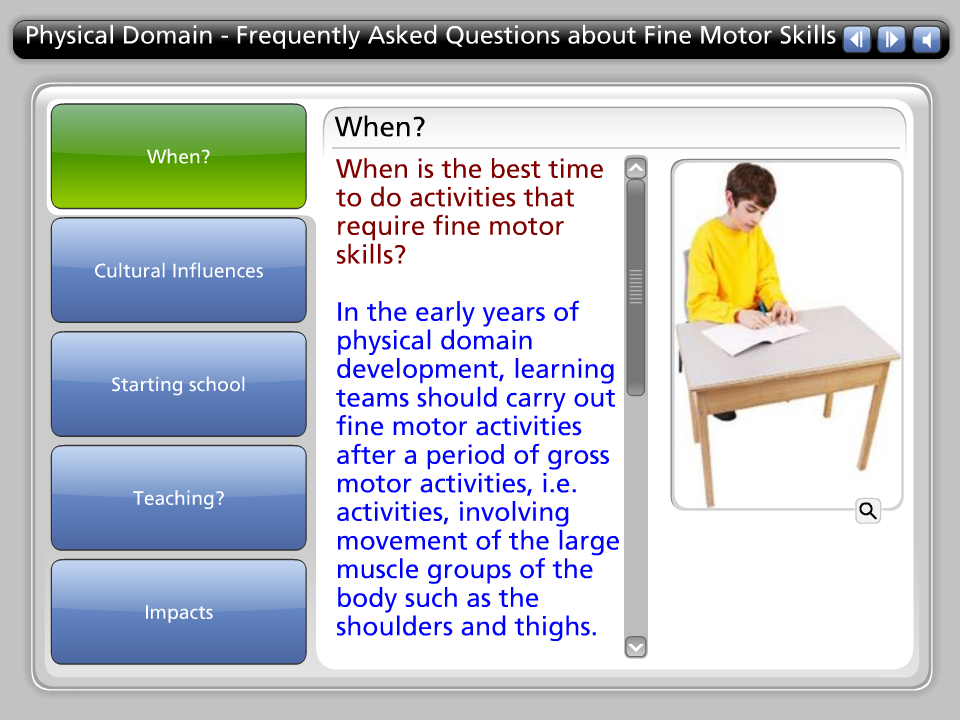 Physical Domain - Frequently Asked Questions about Fine Motor Skills
When?
Cultural Influences
Starting school
Teaching?
Impacts
When?
When is the best time
to do activities that
require fine motor
skills?
In the early years of
physical domain
development, learning
teams should carry out
fine motor activities
after a period of gross
motor activities, i.e.
activities, involving
movement of the large
muscle groups of the
body such as the
shoulders and thighs.